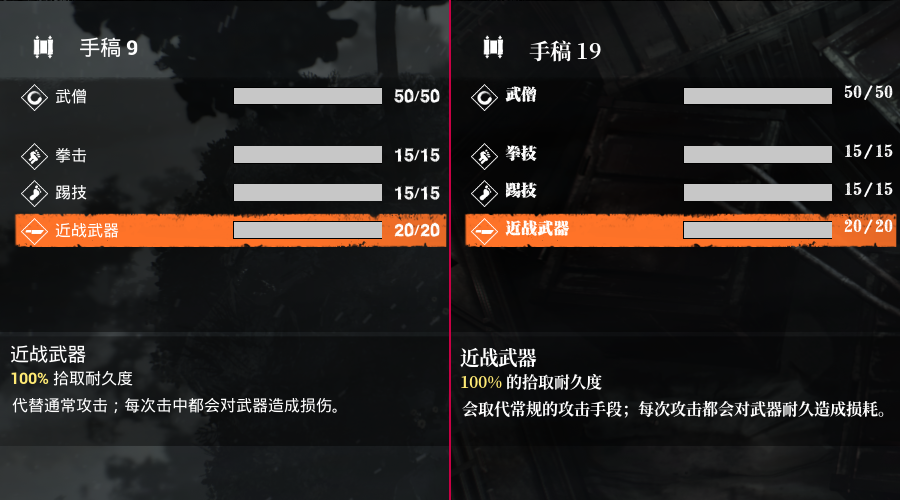 手稿 9
武僧 50/50
拳击 15/15
踢技 15/15
近战武器 20/20
近战武器
100% 拾取耐久度
代替通常攻击；每次击中都会对武器造成损伤。
手稿 19
武僧 50/50
拳技 15/15
踢技 15/15
近战武器 20/20
近战武器
100% 的拾取耐久度
会取代常规的攻击手段；每次攻击都会对武器耐久造成损耗。